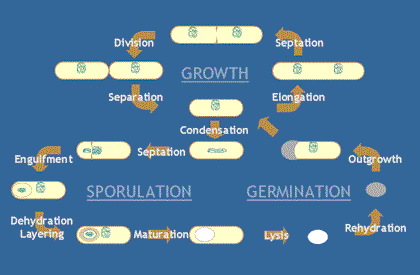 Division
Septation
GROWTH
Separation
Elongation
Condensation
Engulfment
Septation
Outgrowth
SPORULATION
GERMINATION
Dehydration
Layering
Maturation
Lysis
Rehydration